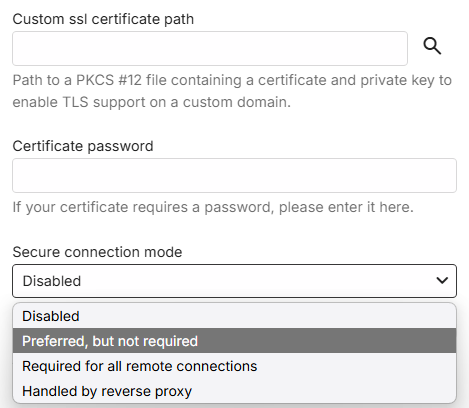 Custom ssl certificate path
Path to a PKCS #12 file containing a certificate and private key to
enable TLS support on a custom domain.
Certificate password
If your certificate requires a password, please enter it here.
Secure connection mode
Disabled
Disabled
Preferred, but not required
Required for all remote connections
Handled by reverse proxy